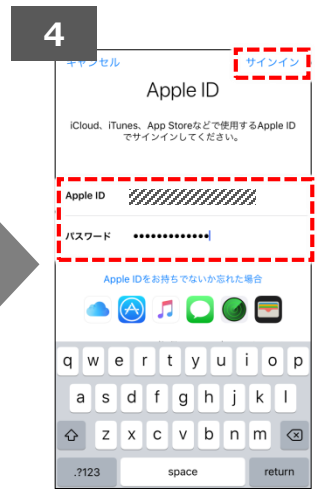 4
キャンセル サインイン
Apple ID
iCloud、iTunes、App Storeなどで使用するApple ID
でサインインしてください。
Apple ID
パスワード ●●●●●●●●●●●●●
Apple IDをお持ちでないか忘れた場合
q w e r t y u i o p
a s d f g h j k l
z x c v b n m
.?123 space return